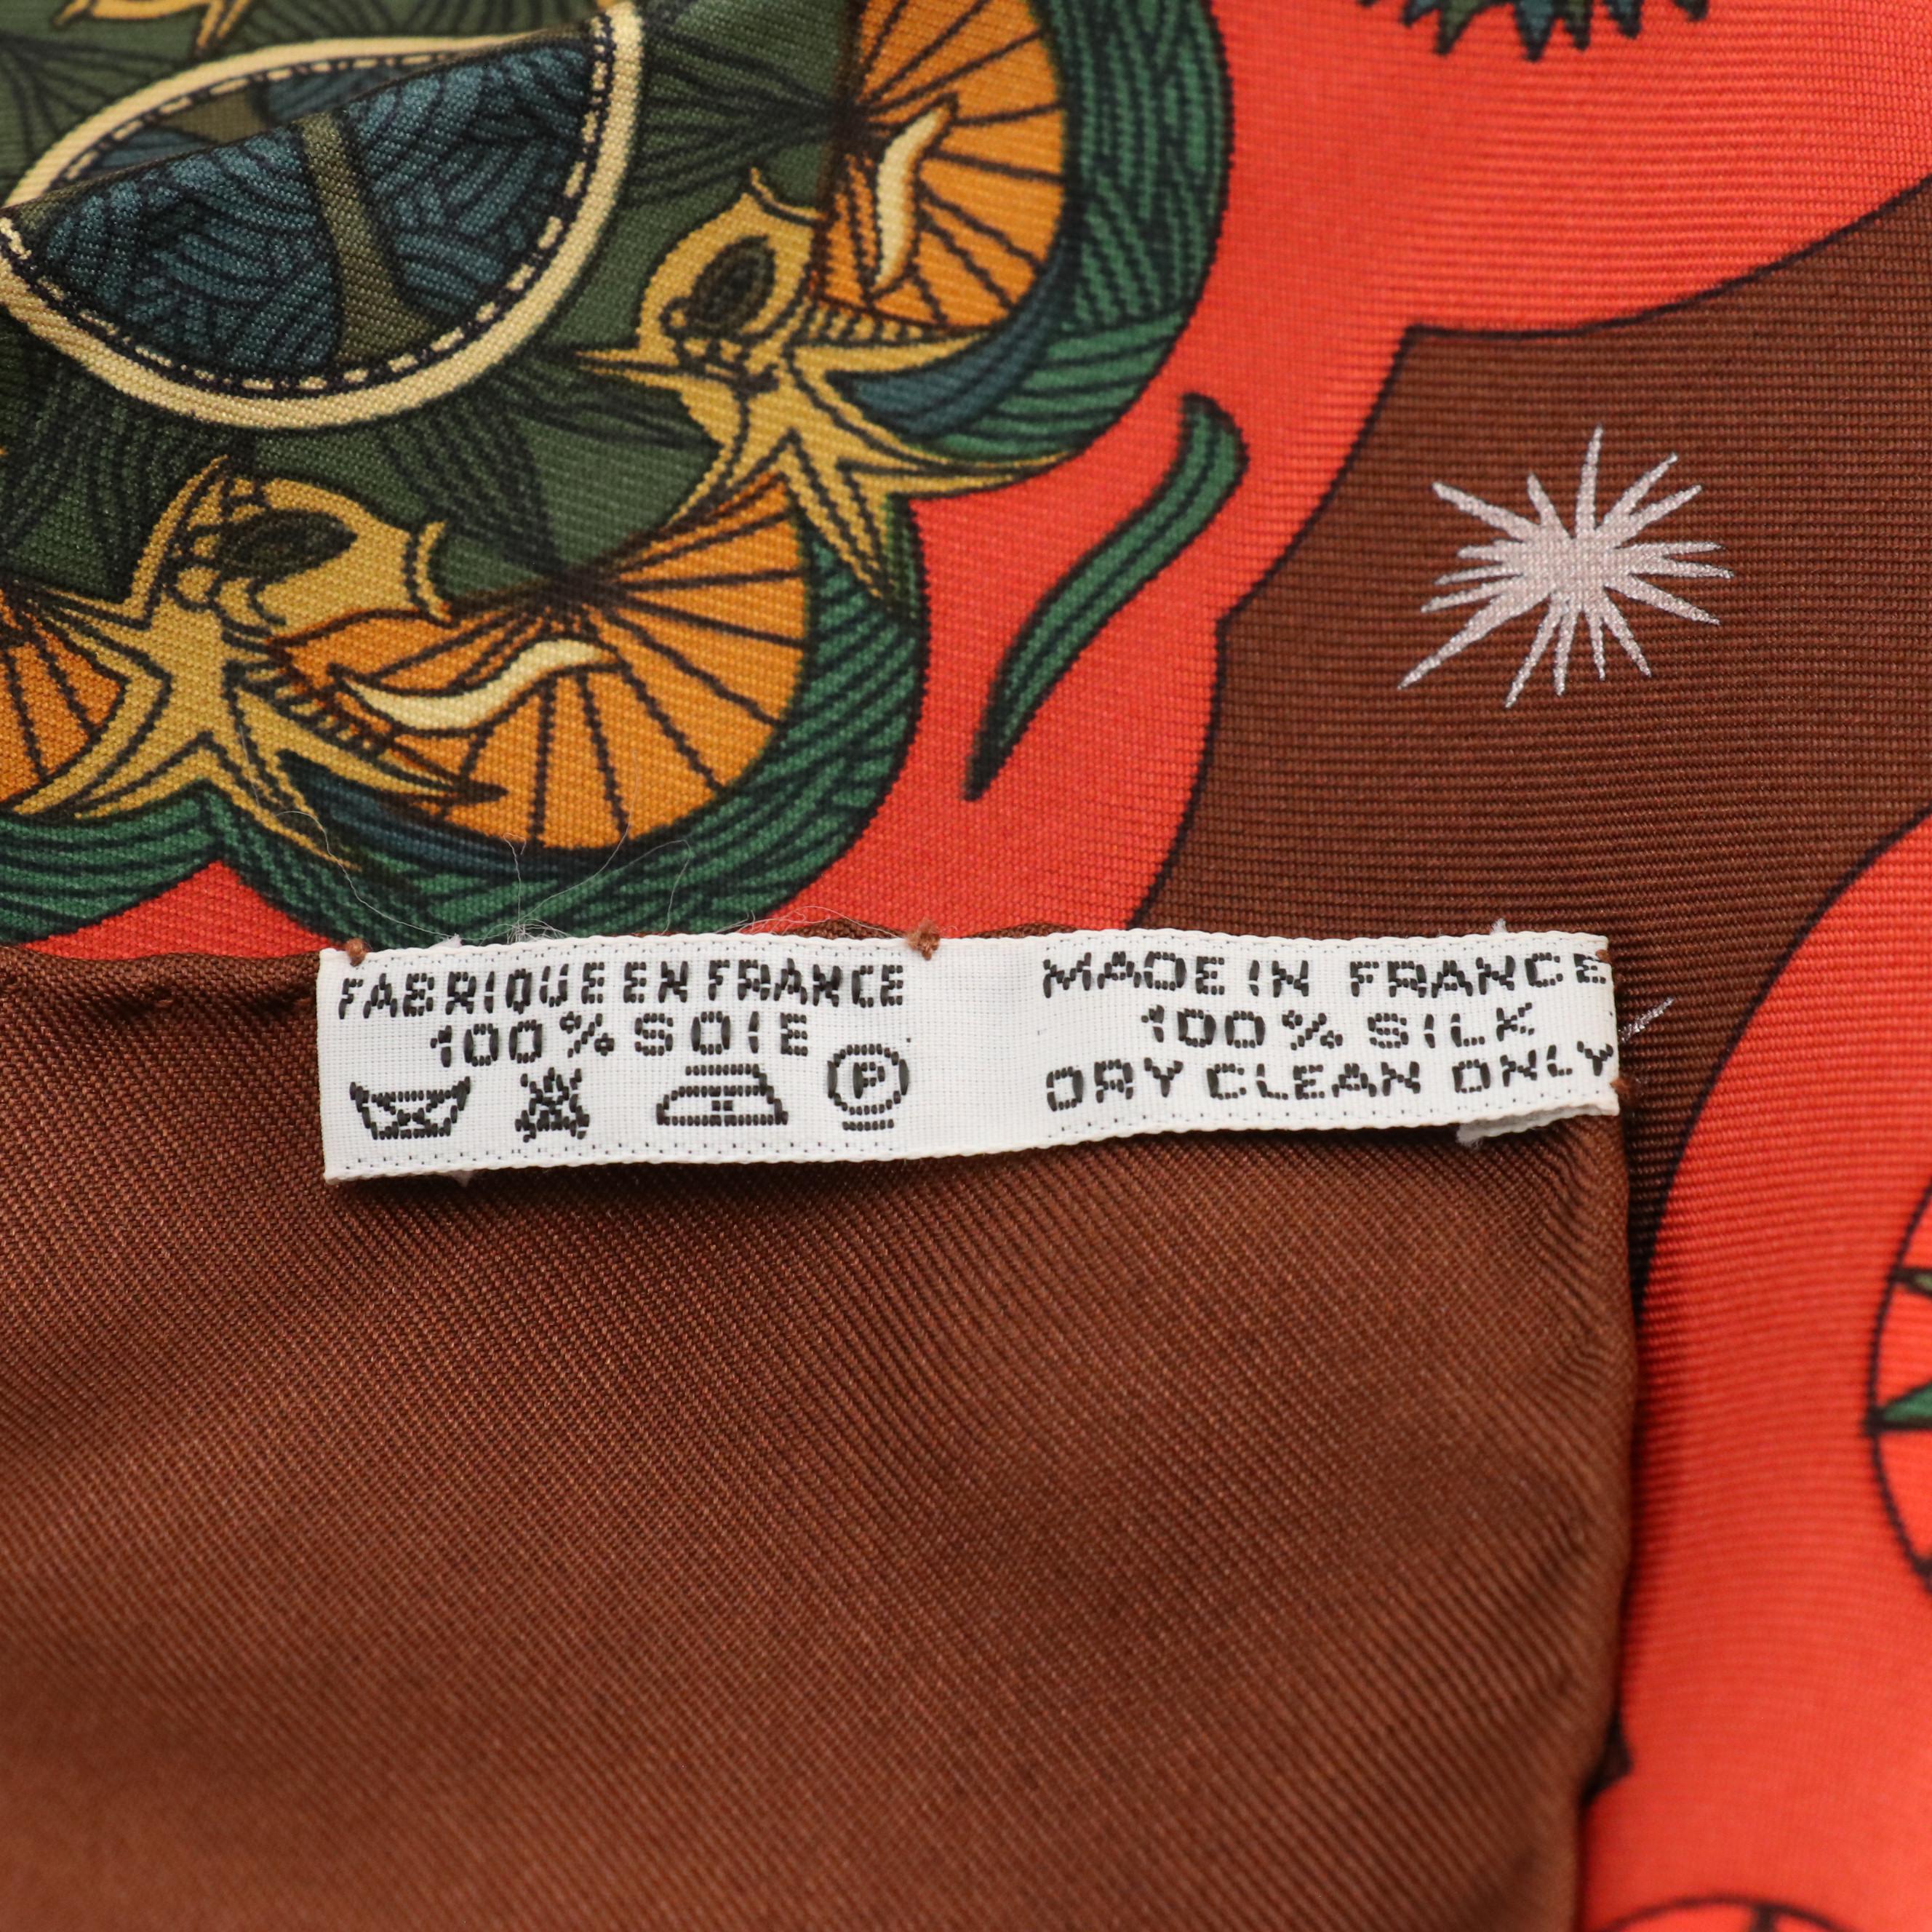 FABRIQUE EN FRANCE
100% SOIE
P
MADE IN FRANCE
100% SILK
DRY CLEAN ONLY